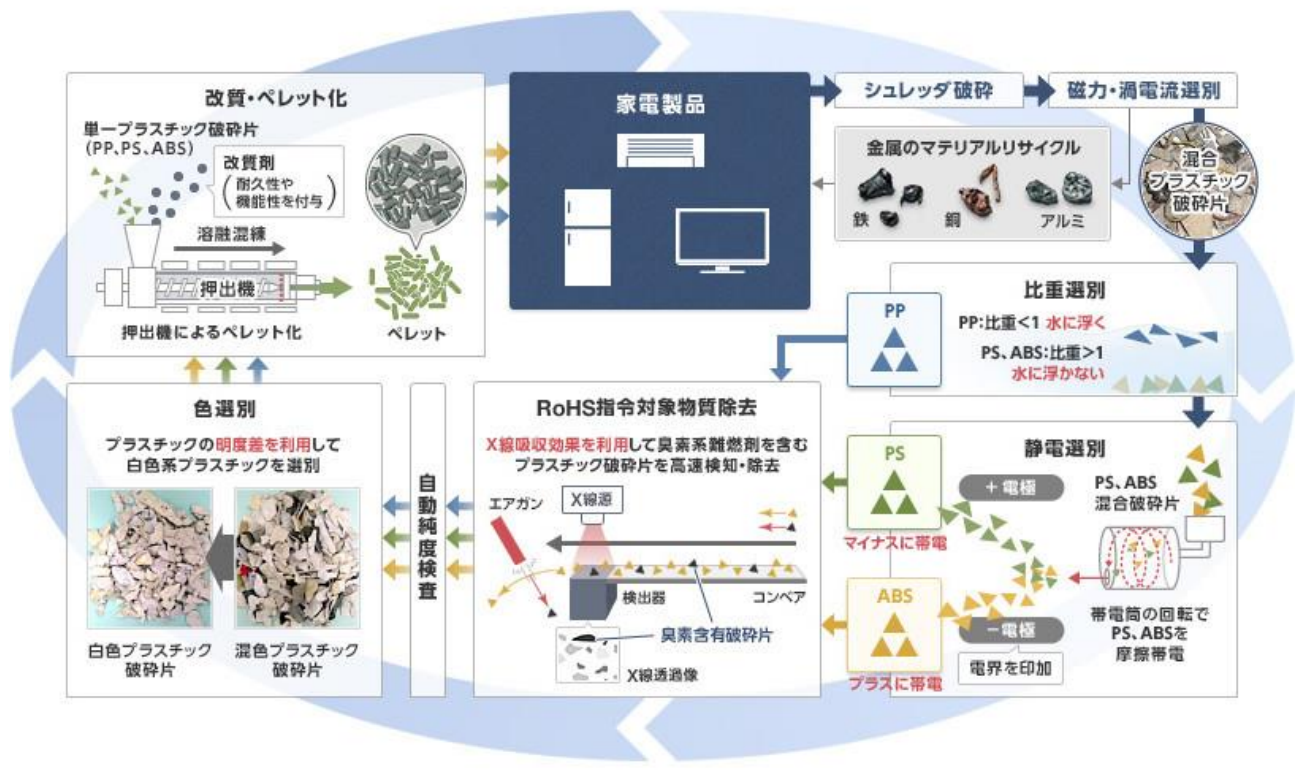 家電製品
シュレッダ破砕
磁力・渦電流選別
金属のマテリアルリサイクル
鉄
銅
アルミ
混合
プラスチック
破砕片
比重選別
PP:比重<1 水に浮く
PS、ABS:比重>1
水に浮かない
PP
静電選別
PS、ABS
混合破砕片
+電極
−電極
電界を印加
帯電筒の回転で
PS、ABSを
摩擦帯電
PS
マイナスに帯電
ABS
プラスに帯電
RoHS指令対象物質除去
X線吸収効果を利用して臭素系難燃剤を含む
プラスチック破砕片を高速検知・除去
エアガン
X線源
検出器
コンベア
臭素含有破砕片
X線透過像
自動純度検査
色選別
プラスチックの明度差を利用して
白色系プラスチックを選別
白色プラスチック
破砕片
混色プラスチック
破砕片
改質・ペレット化
単一プラスチック破砕片
(PP、PS、ABS)
改質剤
(耐久性や
機能性を付与)
溶融混練
押出機
押出機によるペレット化
ペレット